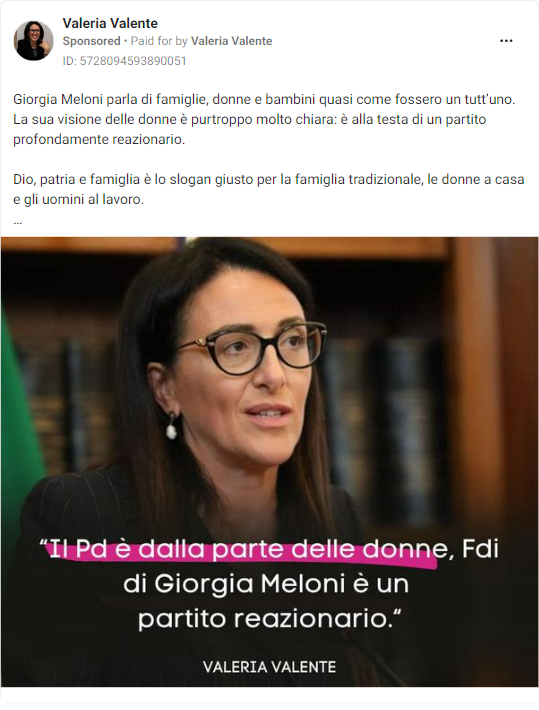 Valeria Valente
Sponsored • Paid for by Valeria Valente
ID: 5728094593890051
Giorgia Meloni parla di famiglie, donne e bambini quasi come fossero un tutt’uno.
La sua visione delle donne è purtroppo molto chiara: è alla testa di un partito
profondamente reazionario.
Dio, patria e famiglia è lo slogan giusto per la famiglia tradizionale, le donne a casa
e gli uomini al lavoro.
...
“Il Pd è dalla parte delle donne, Fdi
di Giorgia Meloni è un
partito reazionario.“
VALERIA VALENTE